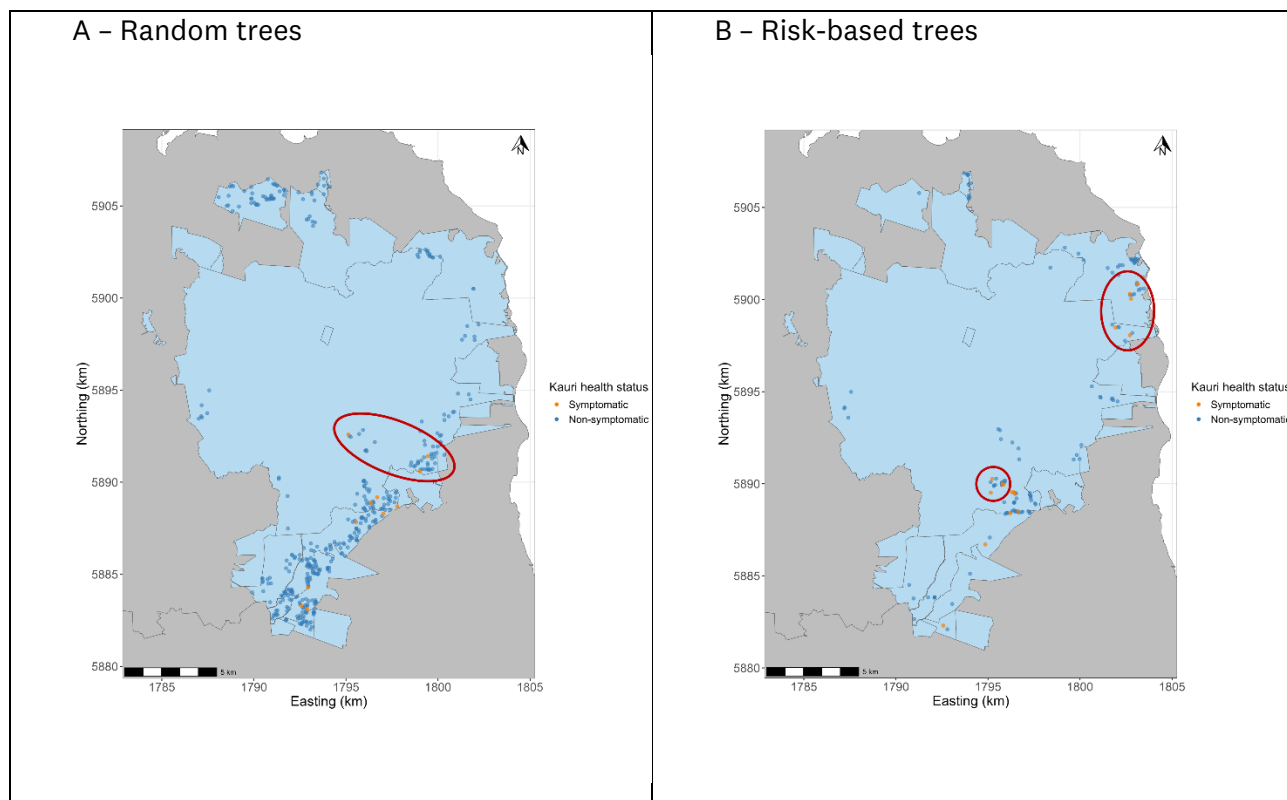 A – Random trees
N
5905
5900
5895
5890
5885
5880
Northing (km)
1785 1790 1795 1800 1805
Easting (km)
5 km
Kauri health status
Symptomatic
Non-symptomatic
B – Risk-based trees
N
5905
5900
5895
5890
5885
5880
Northing (km)
1785 1790 1795 1800 1805
Easting (km)
5 km
Kauri health status
Symptomatic
Non-symptomatic